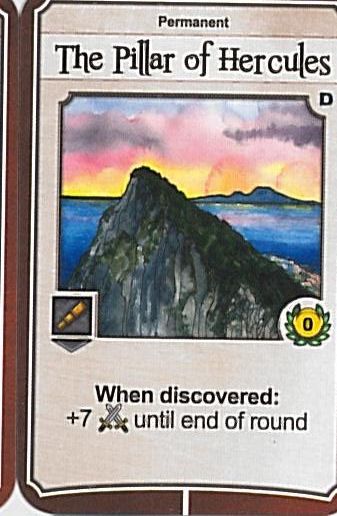 Permanent
The Pillar of Hercules
D
0
When discovered:
+7 until end of round